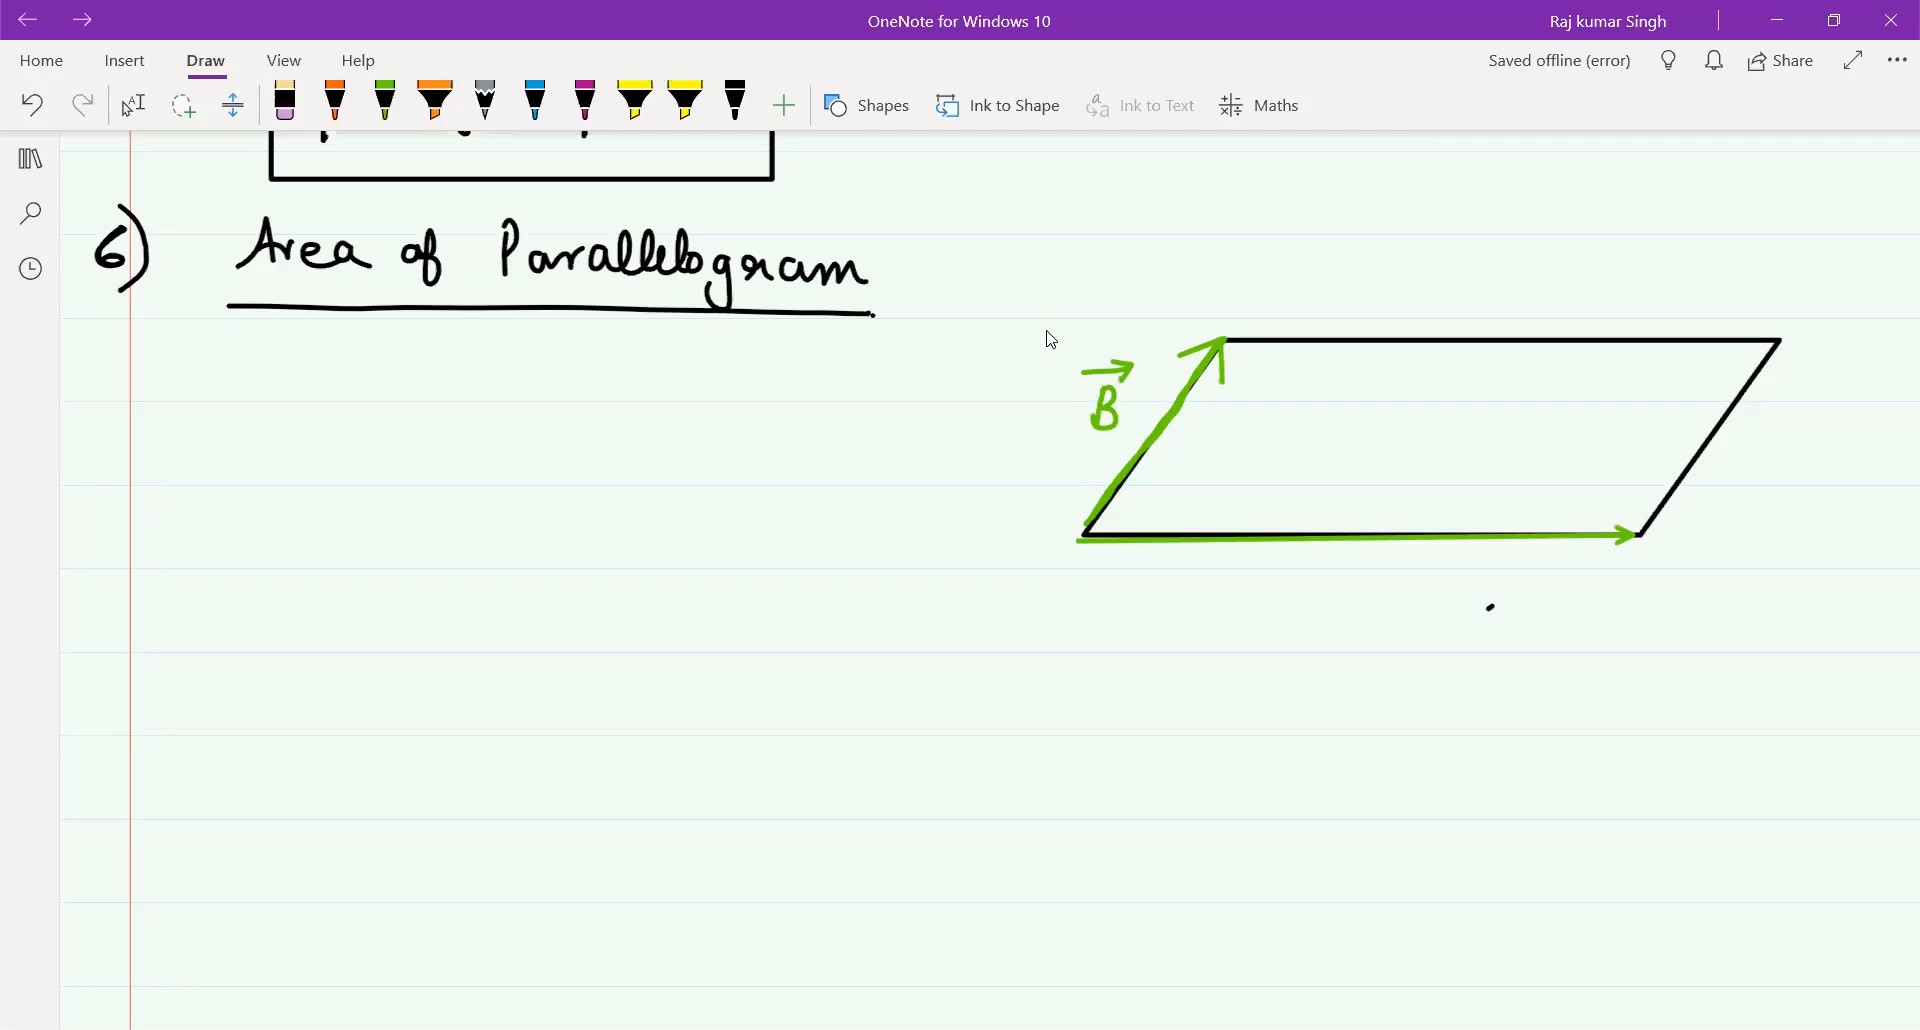 OneNote for Windows 10
Raj kumar Singh
Home Insert Draw View Help
Saved offline (error) Share
Shapes Ink to Shape Ink to Text Maths
6) Area of Parallelogram
B